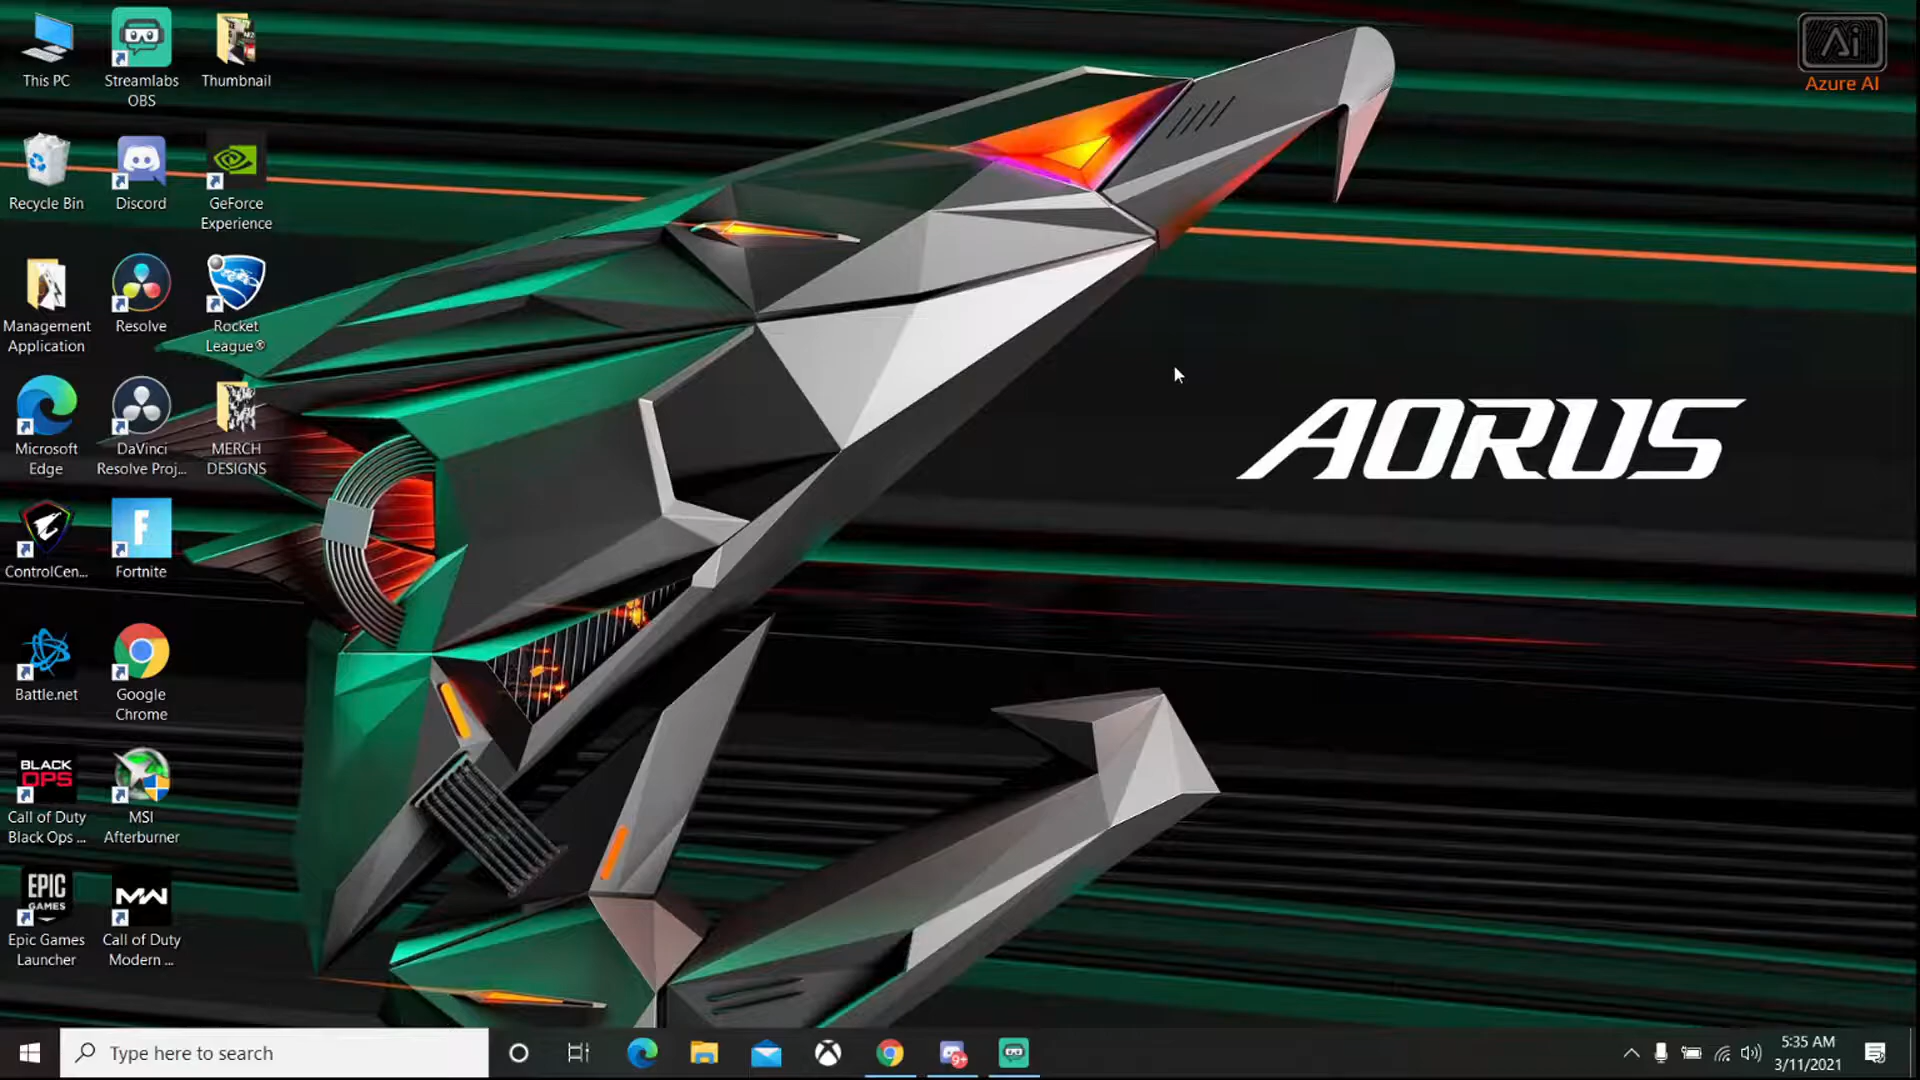 This PC
Streamlabs
OBS
Thumbnail
Recycle Bin
Discord
GeForce
Experience
Management
Application
Resolve
Rocket
League®
Microsoft
Edge
DaVinci
Resolve Proj...
MERCH
DESIGNS
ControlCen...
F
Fortnite
Battle.net
Google
Chrome
BLACK
OPS
Call of Duty
Black Ops ...
MSI
Afterburner
EPIC
GAMES
Epic Games
Launcher
MW
Call of Duty
Modern ...
Ai
Azure AI
AORUS
Type here to search
9+
5:35 AM
3/11/2021